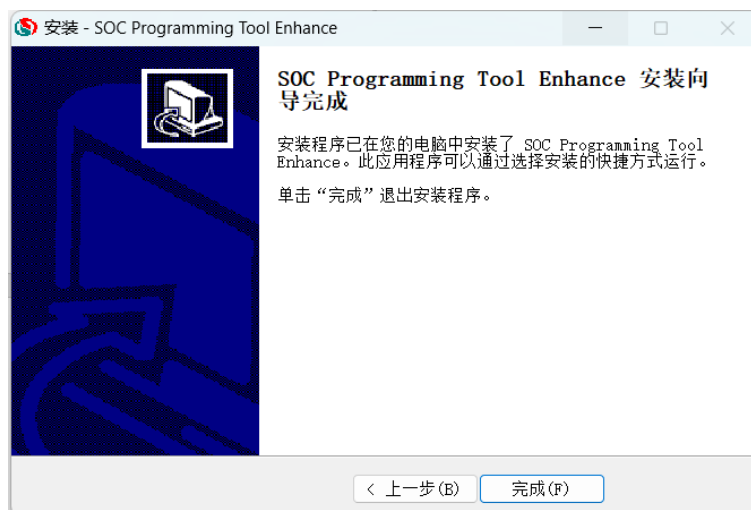 安装 - SOC Programming Tool Enhance
SOC Programming Tool Enhance 安装向
导完成
安装程序已在您的电脑中安装了 SOC Programming Tool
Enhance。此应用程序可以通过选择安装的快捷方式运行。
单击“完成”退出安装程序。
< 上一步(B)
完成(F)